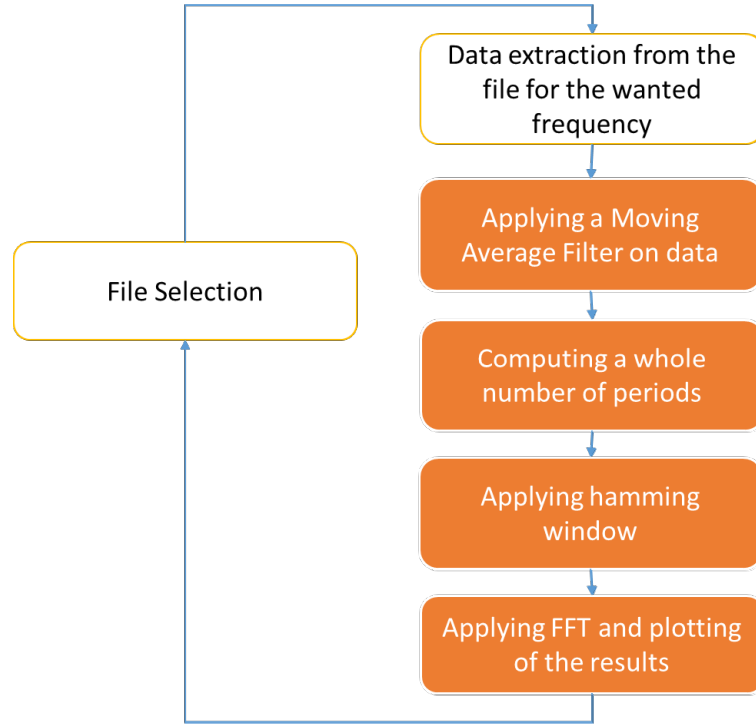 Data extraction from the
file for the wanted
frequency
Applying a Moving
Average Filter on data
File Selection
Computing a whole
number of periods
Applying hamming
window
Applying FFT and plotting
of the results